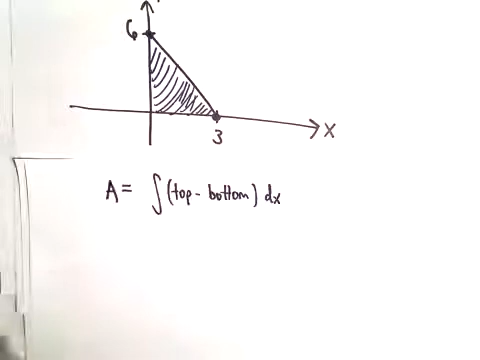 6
X
3
A = ∫(top - bottom) dx